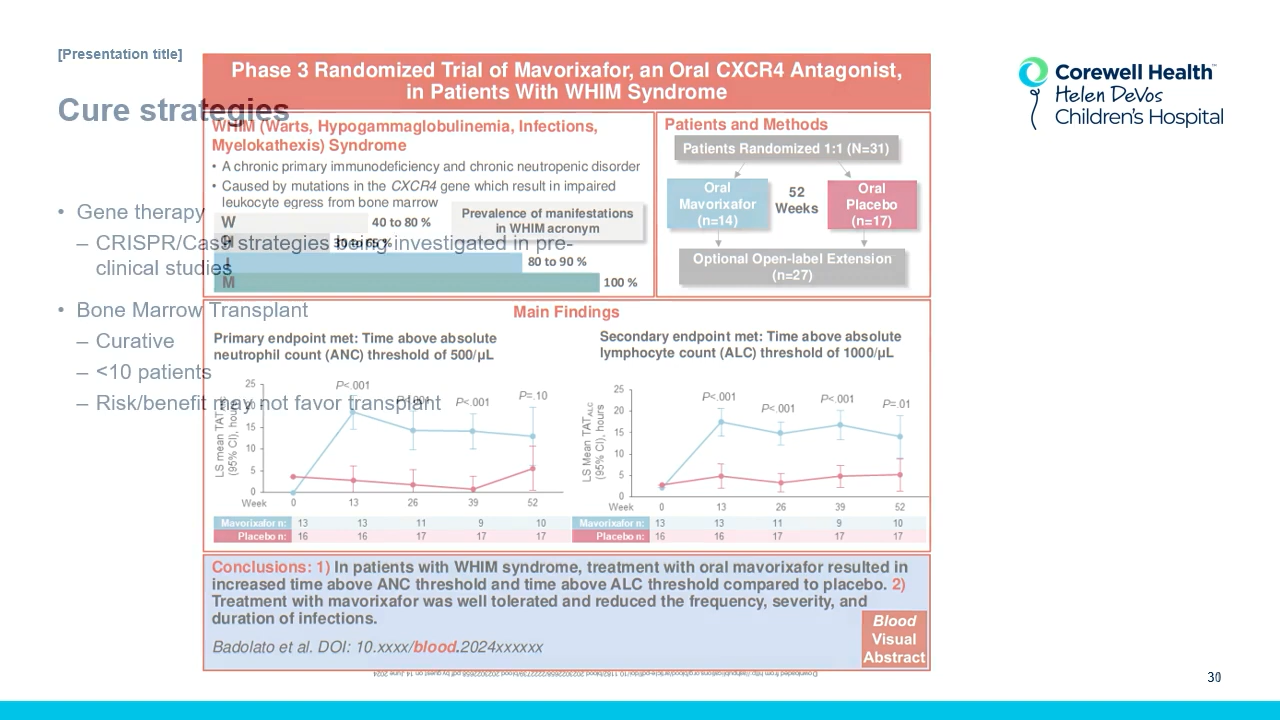 [Presentation title]
Cure strategies
• Gene therapy
– CRISPR/Cas9 strategies being investigated in pre-
clinical studies
• Bone Marrow Transplant
– Curative
– <10 patients
– Risk/benefit may not favor transplant
Phase 3 Randomized Trial of Mavorixafor, an Oral CXCR4 Antagonist,
in Patients With WHIM Syndrome
WHIM (Warts, Hypogammaglobulinemia, Infections,
Myelokathexis) Syndrome
• A chronic primary immunodeficiency and chronic neutropenic disorder
• Caused by mutations in the CXCR4 gene which result in impaired
leukocyte egress from bone marrow
Prevalence of manifestations
in WHIM acronym
W 40 to 80 %
H 30 to 65 %
I 80 to 90 %
M 100 %
Patients and Methods
Patients Randomized 1:1 (N=31)
Oral
Mavorixafor
(n=14)
52
Weeks
Oral
Placebo
(n=17)
Optional Open-label Extension
(n=27)
Main Findings
Primary endpoint met: Time above absolute
neutrophil count (ANC) threshold of 500/µL
LS mean
(95% CI), hours
25
15
10
5
0
P<.001
P<.001
P=.10
Week 0 13 26 39 52
Mavorixafor n: 13 13 11 9 10
Placebo n: 16 16 17 17 17
Secondary endpoint met: Time above absolute
lymphocyte count (ALC) threshold of 1000/µL
LS Mean TATALC
(95% CI), hours
25
20
15
10
5
0
P<.001
P<.001
P<.001
P=.01
Week 0 13 26 39 52
Mavorixafor n: 13 13 11 9 10
Placebo n: 16 16 17 17 17
Conclusions: 1) In patients with WHIM syndrome, treatment with oral mavorixafor resulted in
increased time above ANC threshold and time above ALC threshold compared to placebo. 2)
Treatment with mavorixafor was well tolerated and reduced the frequency, severity, and
duration of infections.
Badolato et al. DOI: 10.xxxx/blood.2024xxxxxx
Blood
Visual
Abstract
Corewell Health™
Helen DeVos
Children's Hospital
30